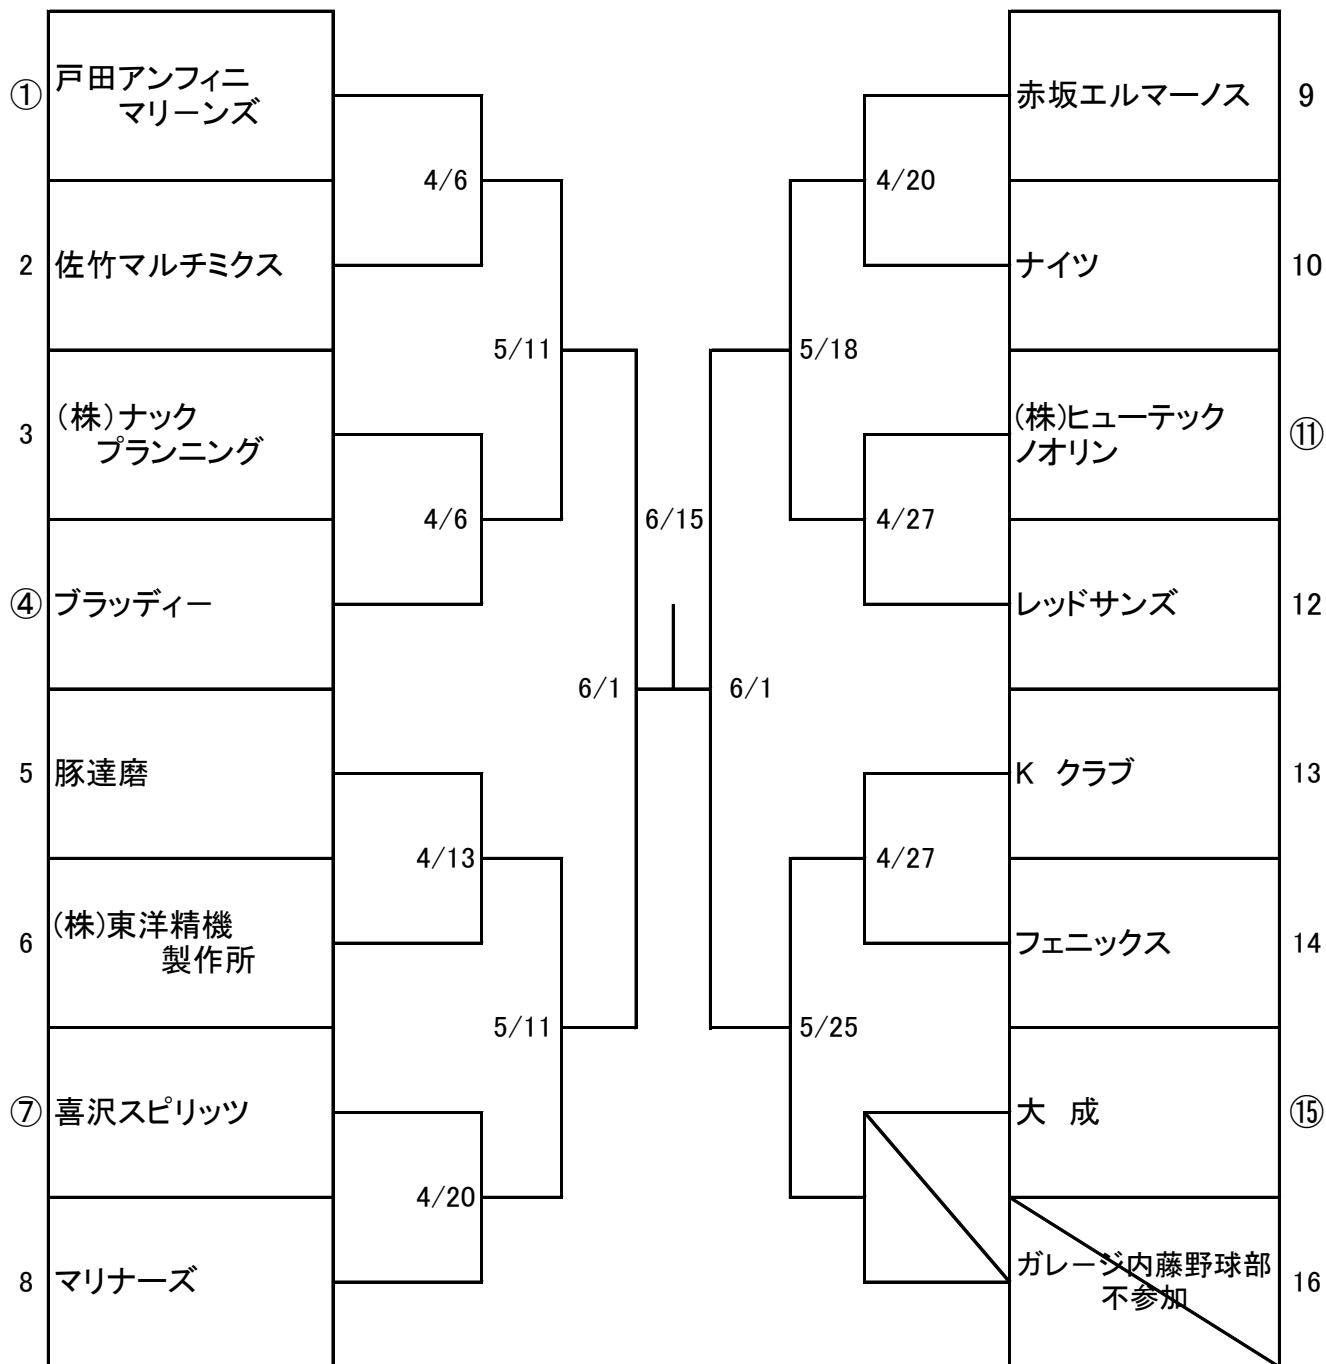 ①
戸田アンフィニ
マリーンズ
2
佐竹マルチミクス
3
(株)ナック
プランニング
④
ブラッディー
5
豚達磨
6
(株)東洋精機
製作所
⑦
喜沢スピリッツ
8
マリナーズ
4/6
4/6
4/13
4/20
5/11
5/11
6/1
6/15
6/1
5/18
5/25
4/20
4/27
4/27
赤坂エルマーノス
9
ナイツ
10
(株)ヒューテック
ノオリン
⑪
レッドサンズ
12
K クラブ
13
フェニックス
14
大 成
⑮
ガレージ内藤野球部
不参加
16